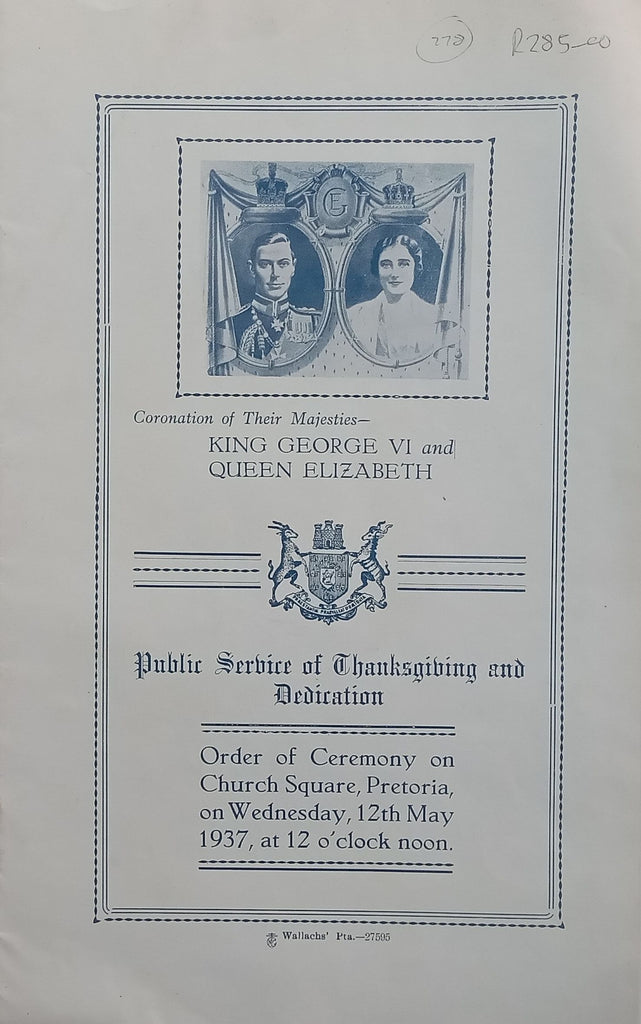 278 R285-00
GE
Coronation of Their Majesties—
KING GEORGE VI and
QUEEN ELIZABETH
Public Service of Thanksgiving and
Dedication
Order of Ceremony on
Church Square, Pretoria,
on Wednesday, 12th May
1937, at 12 o'clock noon.
Wallachs' Pta.—27595